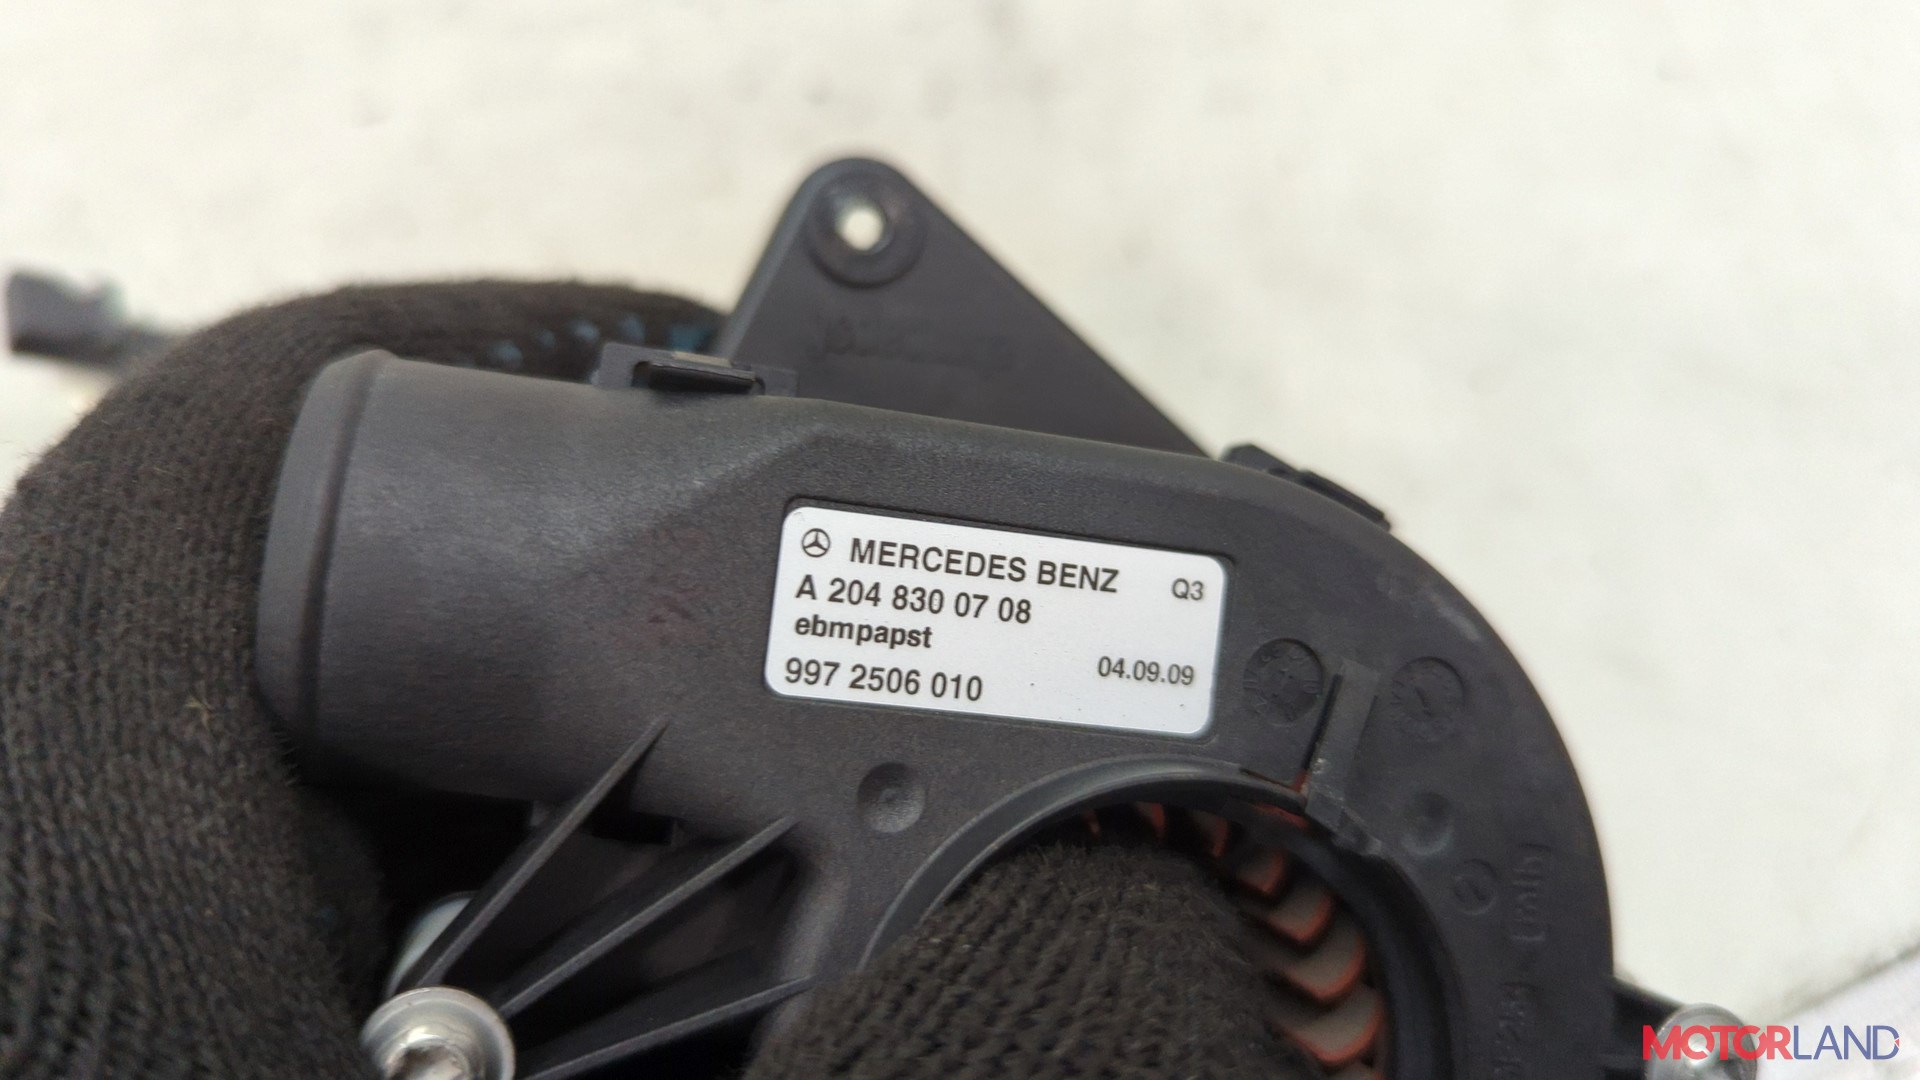 MERCEDES BENZ Q3
A 204 830 07 08
ebmpapst
997 2506 010 04.09.09
MOTORLAND